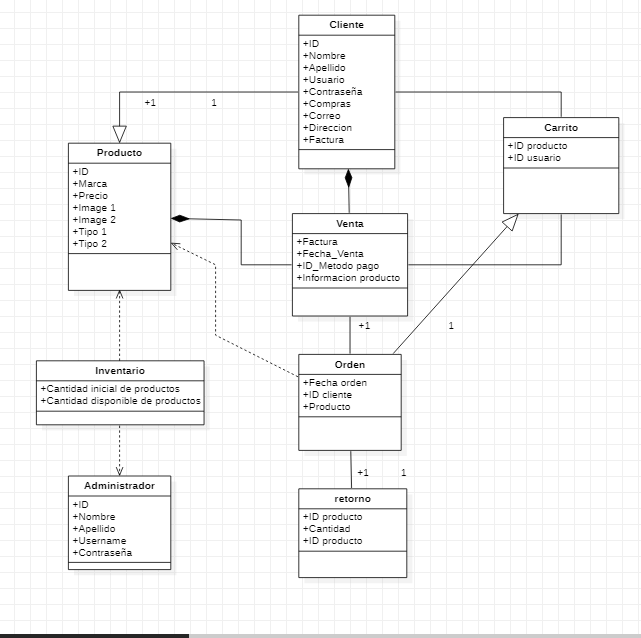 Cliente
+ID
+Nombre
+Apellido
+Usuario
+Contraseña
+Compras
+Correo
+Direccion
+Factura
+1
1
Carrito
+ID producto
+ID usuario
Producto
+ID
+Marca
+Precio
+Image 1
+Image 2
+Tipo 1
+Tipo 2
Venta
+Factura
+Fecha_Venta
+ID_Metodo pago
+Informacion producto
+1
1
Inventario
+Cantidad inicial de productos
+Cantidad disponible de productos
Orden
+Fecha orden
+ID cliente
+Producto
+1
1
Administrador
+ID
+Nombre
+Apellido
+Username
+Contraseña
retorno
+ID producto
+Cantidad
+ID producto